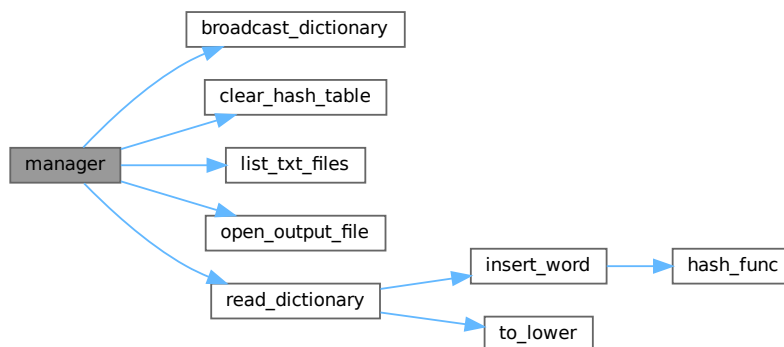 broadcast_dictionary
clear_hash_table
manager
list_txt_files
open_output_file
insert_word
hash_func
read_dictionary
to_lower